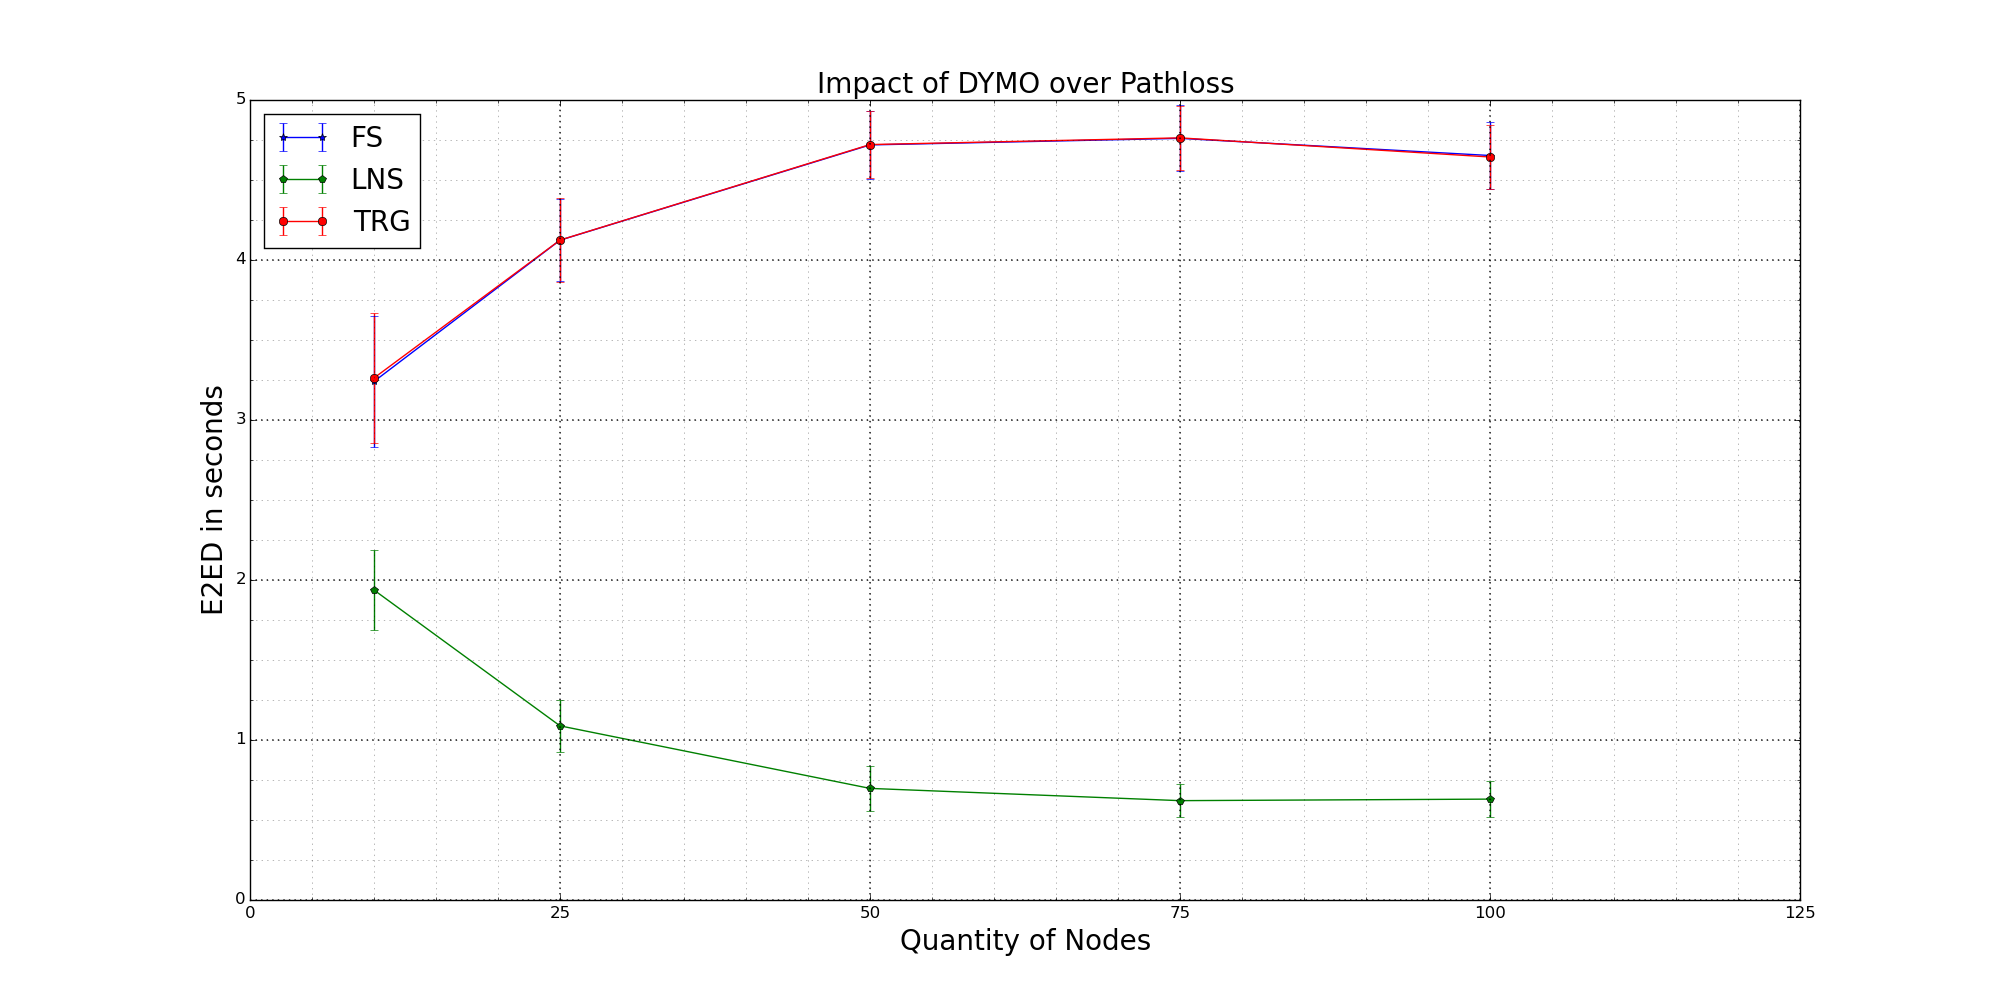 Impact of DYMO over Pathloss
FS
LNS
TRG
E2ED in seconds
5
4
3
2
1
0
0 25 50 75 100 125
Quantity of Nodes